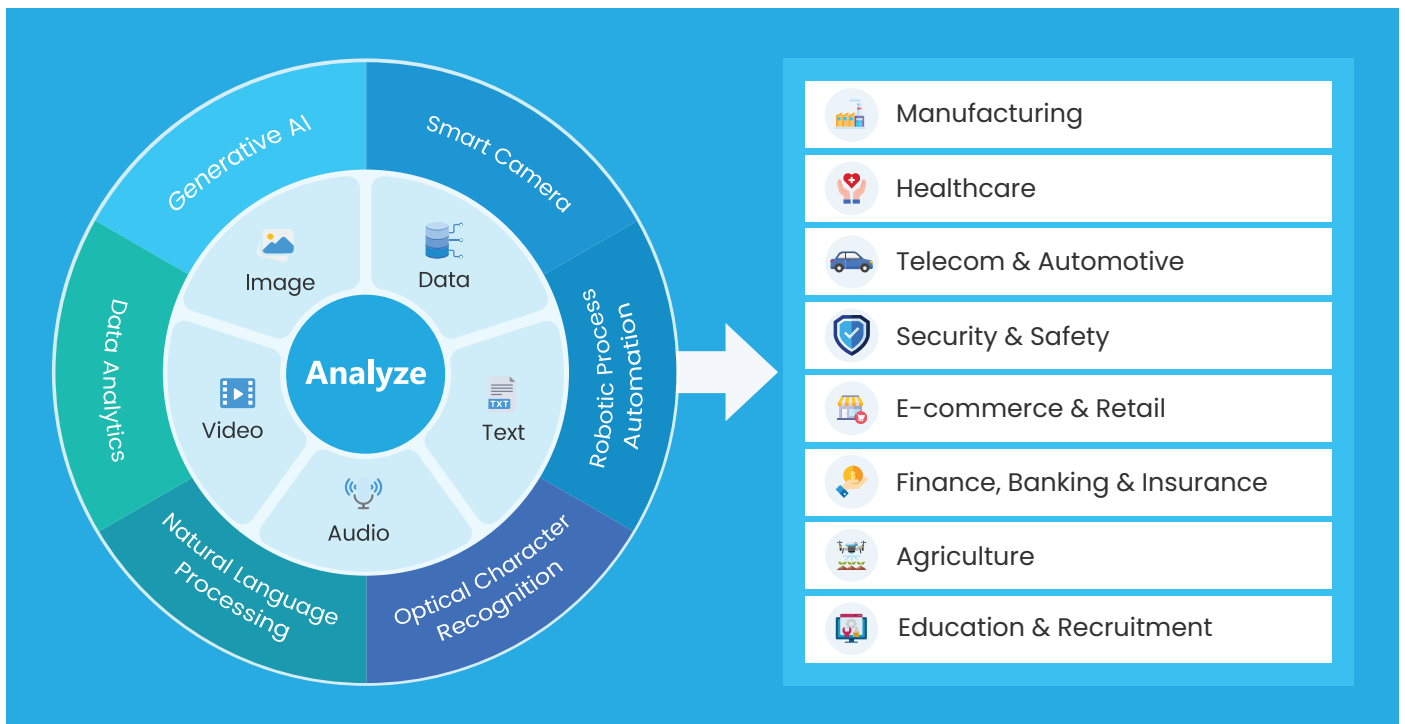 Generative AI
Smart Camera
Robotic Process
Automation
Optical Character
Recognition
Natural Language
Processing
Data Analytics
Image
Data
Text
TXT
Audio
Video
Analyze
Manufacturing
Healthcare
Telecom & Automotive
Security & Safety
E-commerce & Retail
Finance, Banking & Insurance
Agriculture
Education & Recruitment